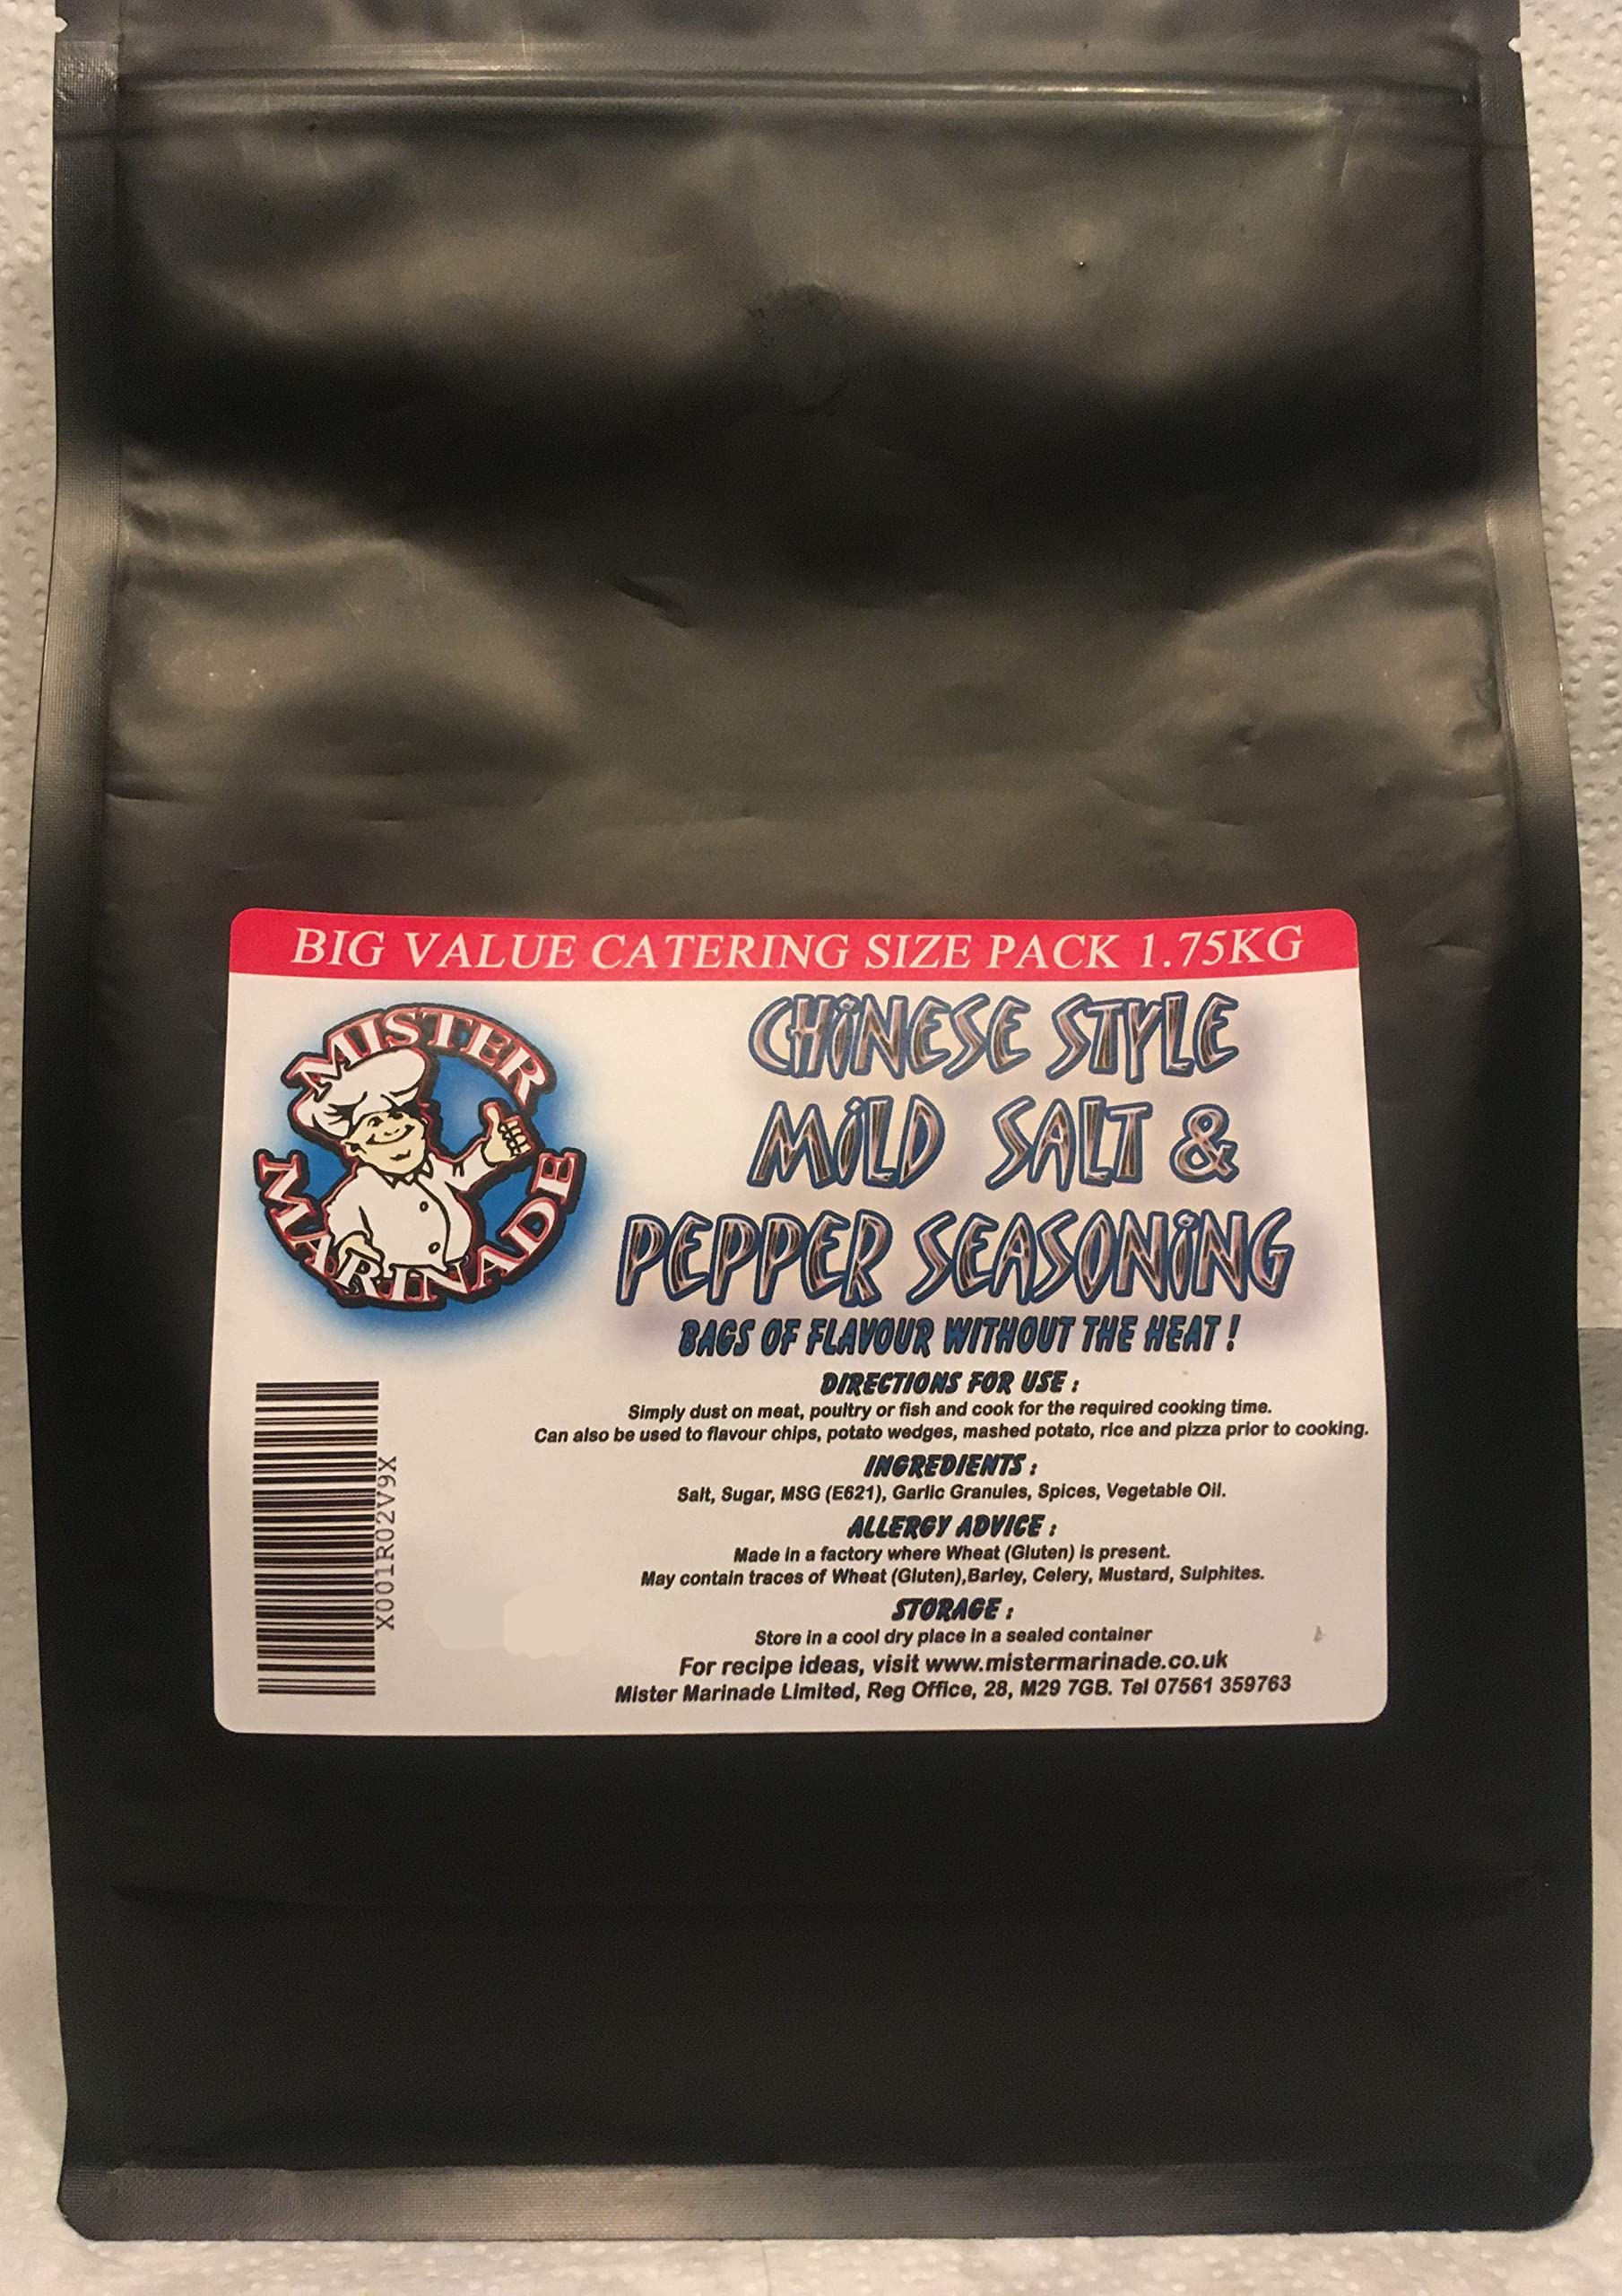 BIG VALUE CATERING SIZE PACK 1.75KG
MISTER
MARINADE
CHINESE STYLE
MILD SALT &
PEPPER SEASONING
BAGS OF FLAVOUR WITHOUT THE HEAT !
DIRECTIONS FOR USE :
Simply dust on meat, poultry or fish and cook for the required cooking time.
Can also be used to flavour chips, potato wedges, mashed potato, rice and pizza prior to cooking.
INGREDIENTS :
Salt, Sugar, MSG (E621), Garlic Granules, Spices, Vegetable Oil.
ALLERGY ADVICE :
Made in a factory where Wheat (Gluten) is present.
May contain traces of Wheat (Gluten),Barley, Celery, Mustard, Sulphites.
STORAGE :
Store in a cool dry place in a sealed container
For recipe ideas, visit www.mistermarinade.co.uk
Mister Marinade Limited, Reg Office, 28, M29 7GB. Tel 07561 359763
X001R02V9X